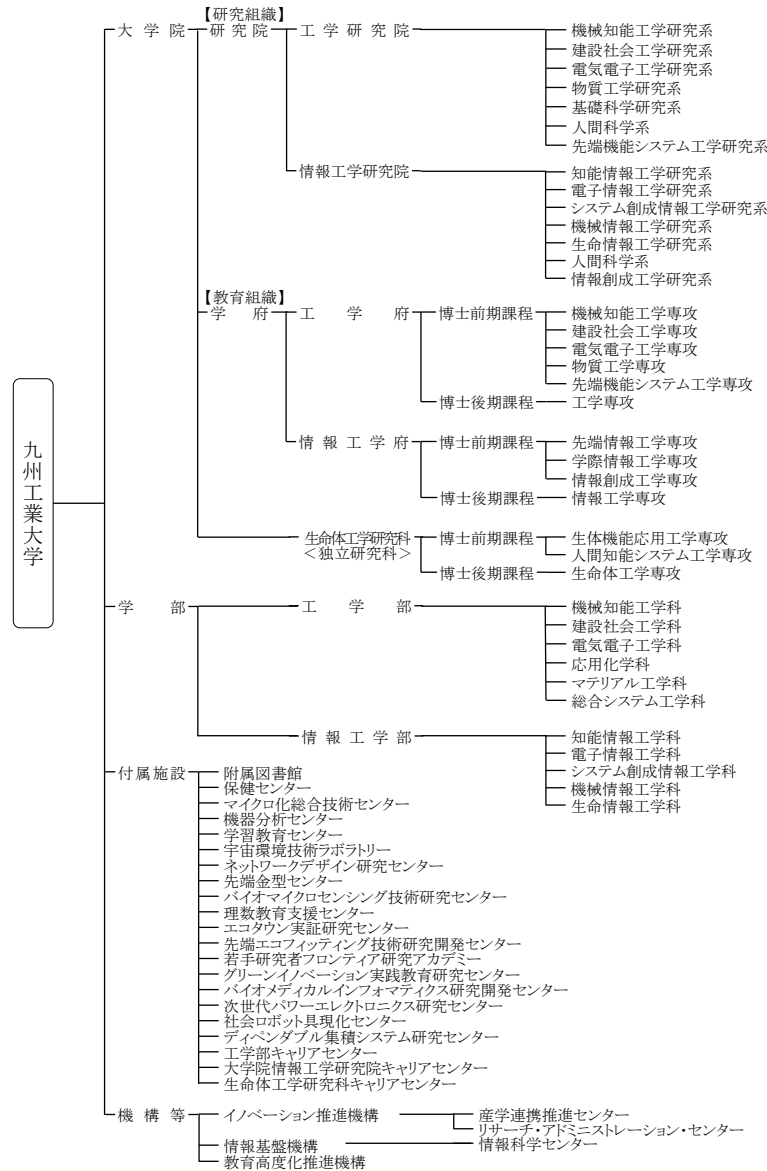 九州工業大学
【研究組織】
大学院 研究院 工学研究院 機械知能工学研究系
建設社会工学研究系
電気電子工学研究系
物質工学研究系
基礎科学研究系
人間科学系
先端機能システム工学研究系
情報工学研究院 知能情報工学研究系
電子情報工学研究系
システム創成情報工学研究系
機械情報工学研究系
生命情報工学研究系
人間科学系
情報創成工学研究系
【教育組織】
学府 工学府 博士前期課程 機械知能工学専攻
建設社会工学専攻
電気電子工学専攻
物質工学専攻
先端機能システム工学専攻
博士後期課程 工学専攻
情報工学府 博士前期課程 先端情報工学専攻
学際情報工学専攻
情報創成工学専攻
博士後期課程 情報工学専攻
生命体工学研究科 博士前期課程 生体機能応用工学専攻
<独立研究科> 人間知能システム工学専攻
博士後期課程 生命体工学専攻
学部 工学部 機械知能工学科
建設社会工学科
電気電子工学科
応用化学科
マテリアル工学科
総合システム工学科
情報工学部 知能情報工学科
電子情報工学科
システム創成情報工学科
機械情報工学科
生命情報工学科
付属施設 附属図書館
保健センター
マイクロ化総合技術センター
機器分析センター
学習教育センター
宇宙環境技術ラボラトリー
ネットワークデザイン研究センター
先端金型センター
バイオマイクロセンシング技術研究センター
理数教育支援センター
エコタウン実証研究センター
先端エコフィッティング技術研究開発センター
若手研究者フロンティア研究アカデミー
グリーンイノベーション実践教育研究センター
バイオメディカルインフォマティクス研究開発センター
次世代パワーエレクトロニクス研究センター
社会ロボット具現化センター
ディペンダブル集積システム研究センター
工学部キャリアセンター
大学院情報工学研究院キャリアセンター
生命体工学研究科キャリアセンター
機構等 イノベーション推進機構 産学連携推進センター
リサーチ・アドミニストレーション・センター
情報基盤機構 情報科学センター
教育高度化推進機構